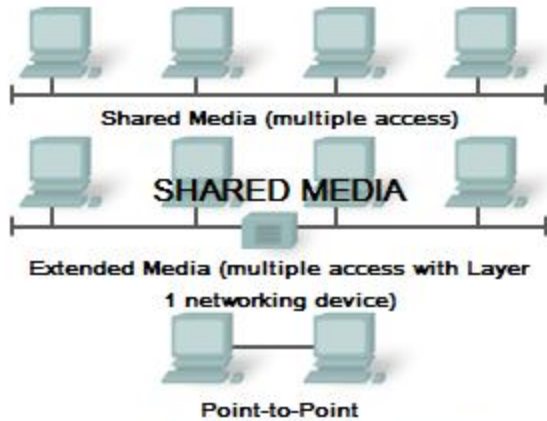 Shared Media (multiple access)
SHARED MEDIA
Extended Media (multiple access with Layer
1 networking device)
Point-to-Point